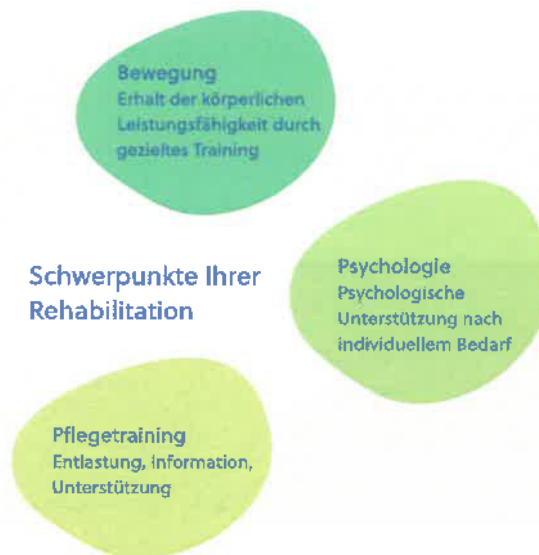 Bewegung
Erhalt der körperlichen
Leistungsfähigkeit durch
gezieltes Training
Schwerpunkte Ihrer
Rehabilitation
Psychologie
Psychologische
Unterstützung nach
individuellem Bedarf
Pflegetraining
Entlastung, Information,
Unterstützung